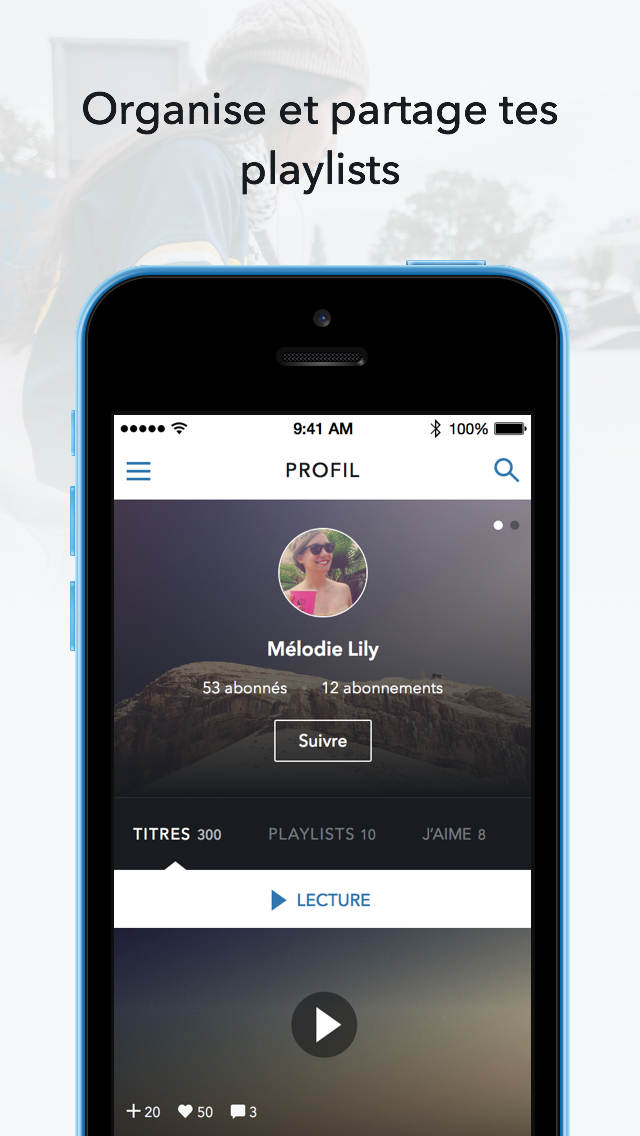 Organise et partage tes
playlists
9:41 AM 100%
PROFIL
Mélodie Lily
53 abonnés 12 abonnements
Suivre
TITRES 300 PLAYLISTS 10 J'AIME 8
LECTURE
20 50 3